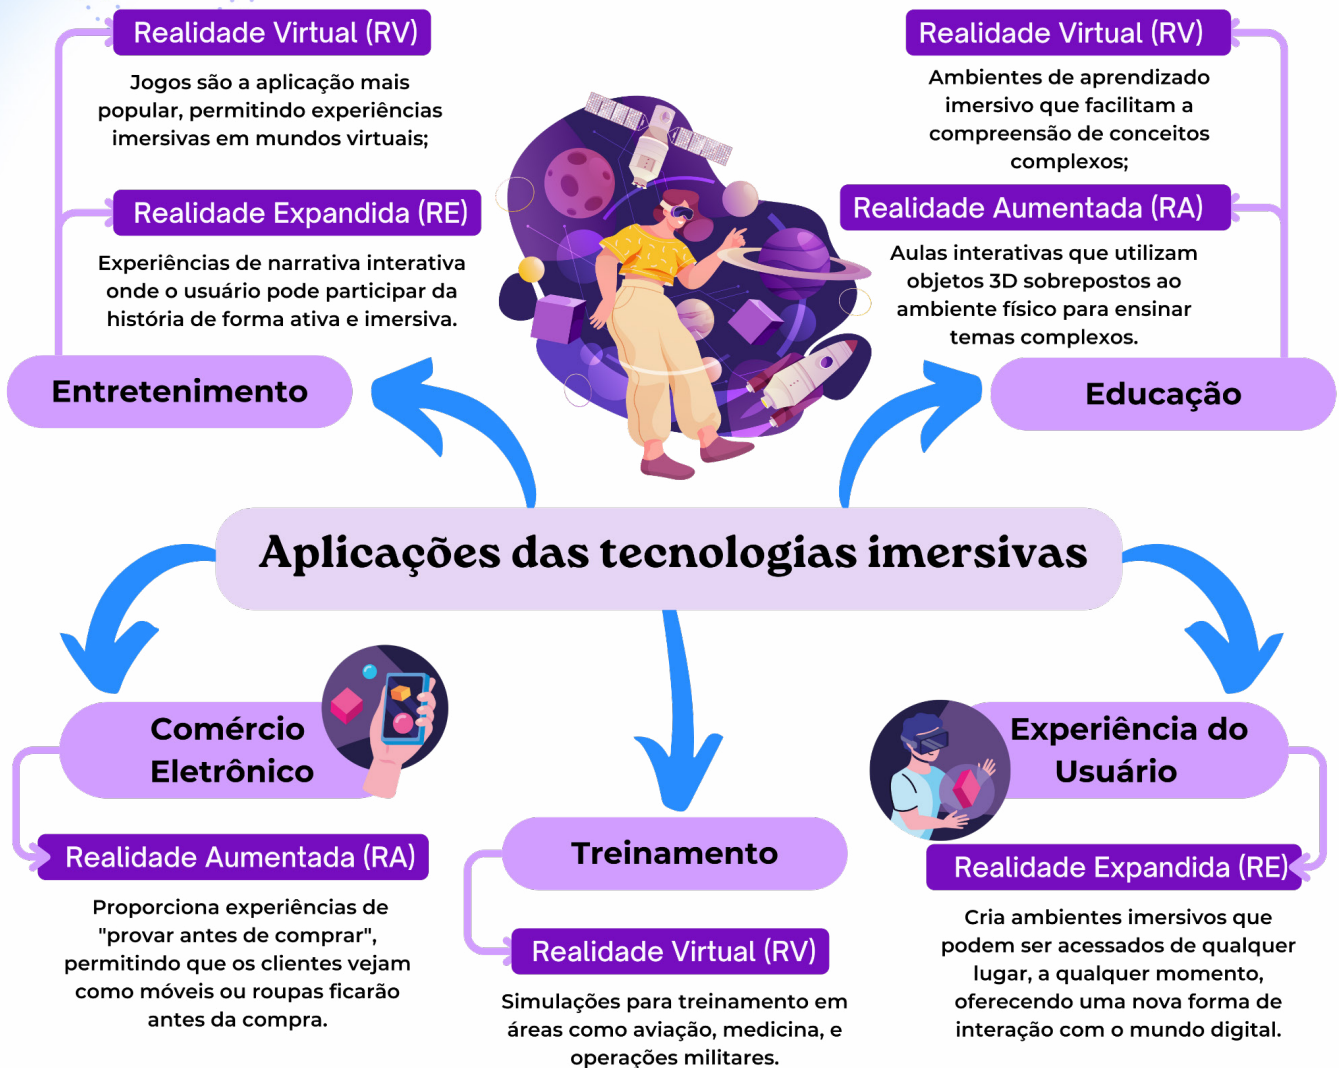 Realidade Virtual (RV)
Jogos são a aplicação mais
popular, permitindo experiências
imersivas em mundos virtuais;
Realidade Expandida (RE)
Experiências de narrativa interativa
onde o usuário pode participar da
história de forma ativa e imersiva.
Entretenimento
Realidade Virtual (RV)
Ambientes de aprendizado
imersivo que facilitam a
compreensão de conceitos
complexos;
Realidade Aumentada (RA)
Aulas interativas que utilizam
objetos 3D sobrepostos ao
ambiente físico para ensinar
temas complexos.
Educação
Aplicações das tecnologias imersivas
Comércio
Eletrônico
Realidade Aumentada (RA)
Proporciona experiências de
"provar antes de comprar",
permitindo que os clientes vejam
como móveis ou roupas ficarão
antes da compra.
Treinamento
Realidade Virtual (RV)
Simulações para treinamento em
áreas como aviação, medicina, e
operações militares.
Experiência do
Usuário
Realidade Expandida (RE)
Cria ambientes imersivos que
podem ser acessados de qualquer
lugar, a qualquer momento,
oferecendo uma nova forma de
interação com o mundo digital.